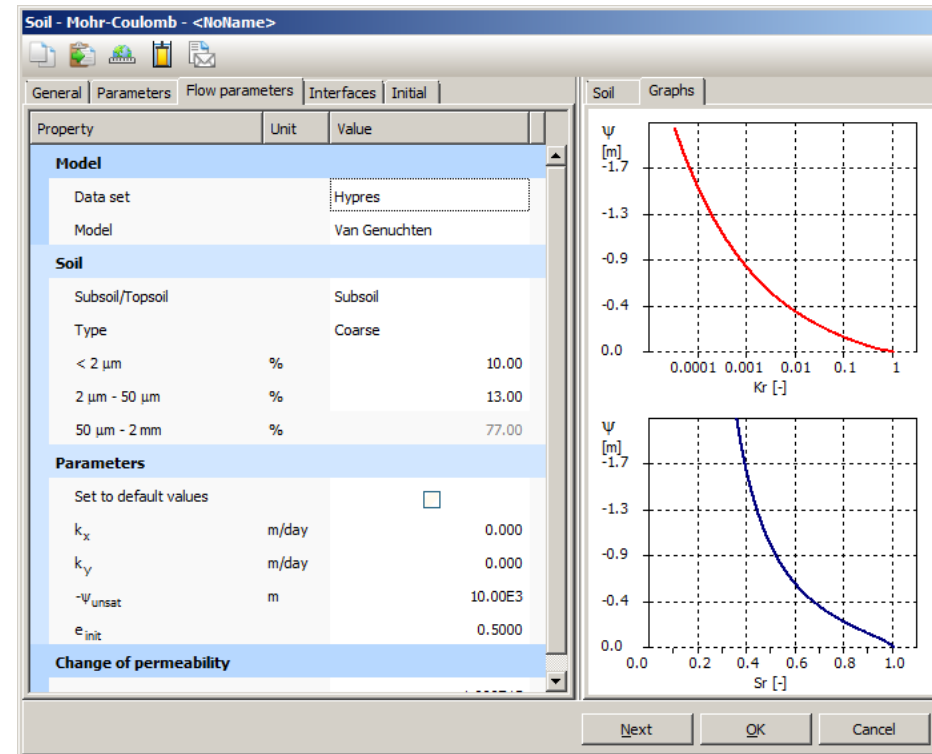 Soil - Mohr-Coulomb - <NoName>
General Parameters Flow parameters Interfaces Initial
Property Unit Value
Model
Data set Hypres
Model Van Genuchten
Soil
Subsoil/Topsoil Subsoil
Type Coarse
< 2 µm % 10.00
2 µm - 50 µm % 13.00
50 µm - 2 mm % 77.00
Parameters
Set to default values
kx m/day 0.000
ky m/day 0.000
-Ψunsat m 10.00E3
einit 0.5000
Change of permeability
Soil Graphs
Ψ
[m]
-1.7
-1.3
-0.9
-0.4
0.0
0.0001 0.001 0.01 0.1 1
Kr [-]
Ψ
[m]
-1.7
-1.3
-0.9
-0.4
0.0
0.0 0.2 0.4 0.6 0.8 1.0
Sr [-]
Next OK Cancel